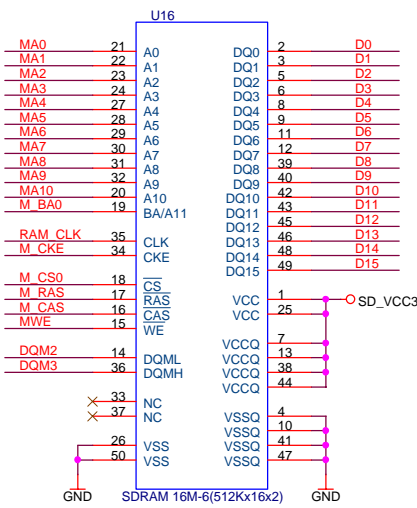 U16
MA0 21 A0 DQ0 2 D0
MA1 22 A1 DQ1 3 D1
MA2 23 A2 DQ2 5 D2
MA3 24 A3 DQ3 6 D3
MA4 27 A4 DQ4 8 D4
MA5 28 A5 DQ5 9 D5
MA6 29 A6 DQ6 11 D6
MA7 30 A7 DQ7 12 D7
MA8 31 A8 DQ8 39 D8
MA9 32 A9 DQ9 40 D9
MA10 20 A10 DQ10 42 D10
M_BA0 19 BA/A11 DQ11 43 D11
DQ12 45 D12
RAM_CLK 35 CLK DQ13 46 D13
M_CKE 34 CKE DQ14 48 D14
DQ15 49 D15
M_CS0 18 CS
M_RAS 17 RAS VCC 1 SD_VCC3
M_CAS 16 CAS VCC 25
MWE 15 WE
VCCQ 7
DQM2 14 DQML VCCQ 13
DQM3 36 DQMH VCCQ 38
VCCQ 44
33 NC
37 NC VSSQ 4
VSSQ 10
26 VSS VSSQ 41
50 VSS VSSQ 47
GND SDRAM 16M-6(512Kx16x2) GND